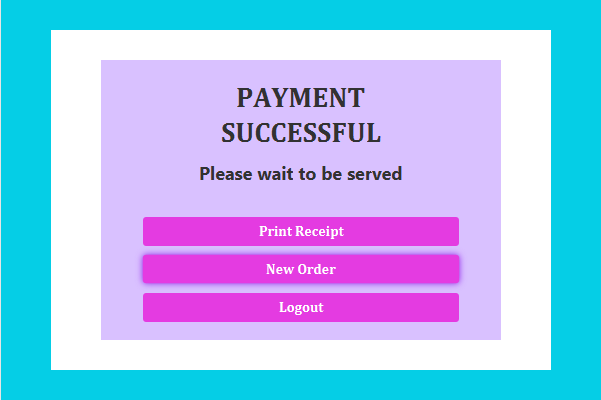 PAYMENT
SUCCESSFUL
Please wait to be served
Print Receipt
New Order
Logout